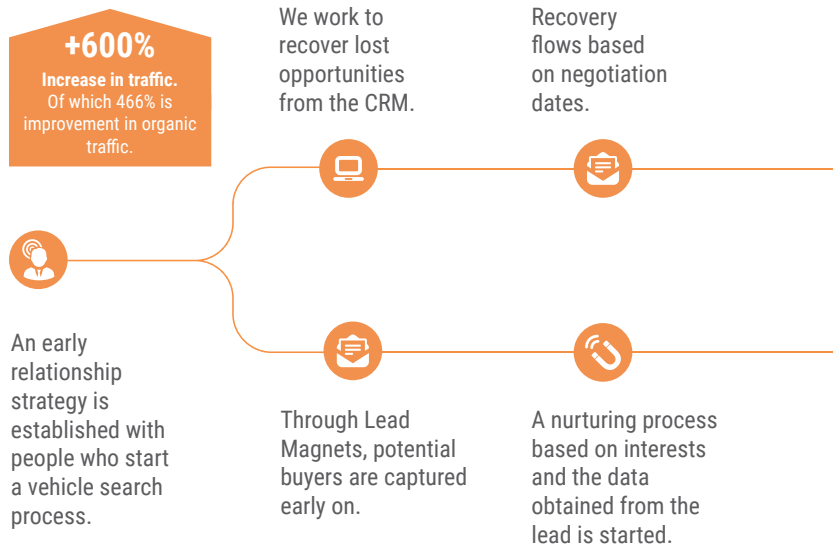 +600%
Increase in traffic.
Of which 466% is
improvement in organic
traffic.
We work to
recover lost
opportunities
from the CRM.
Recovery
flows based
on negotiation
dates.
An early
relationship
strategy is
established with
people who start
a vehicle search
process.
Through Lead
Magnets, potential
buyers are captured
early on.
A nurturing process
based on interests
and the data
obtained from the
lead is started.